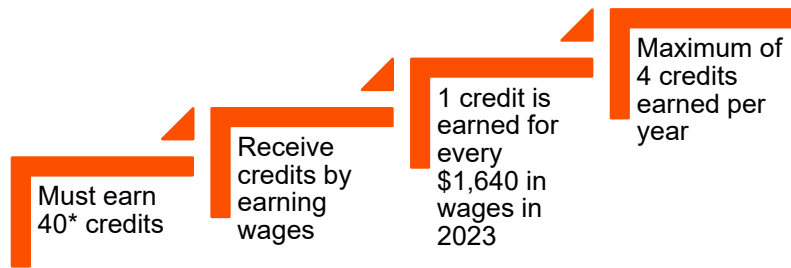 Must earn
40* credits
Receive
credits by
earning
wages
1 credit is
earned for
every
$1,640 in
wages in
2023
Maximum of
4 credits
earned per
year